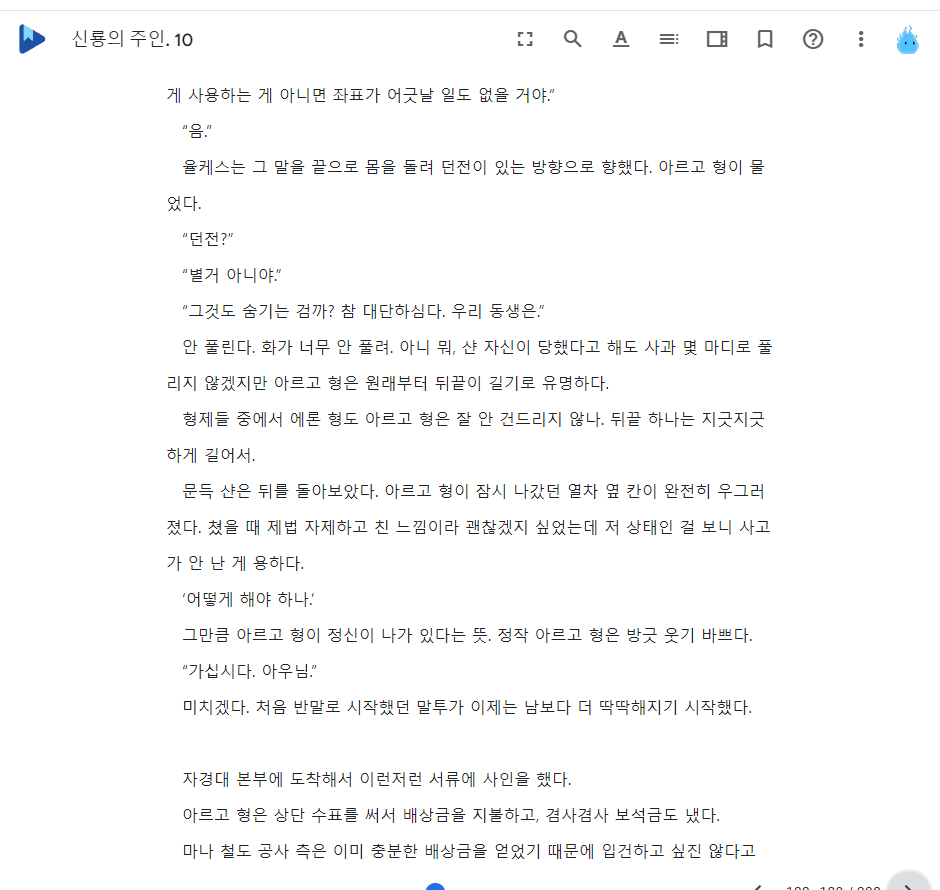 신룡의 주인. 10
게 사용하는 게 아니면 좌표가 어긋날 일도 없을 거야.”
“음.”
율케스는 그 말을 끝으로 몸을 돌려 던전이 있는 방향으로 향했다. 아르고 형이 물
었다.
“던전?”
“별거 아니야.”
“그것도 숨기는 겁까? 참 대단하심다. 우리 동생은.”
안 풀린다. 화가 너무 안 풀려. 아니 뭐, 샨 자신이 당했다고 해도 사과 몇 마디로 풀
리지 않겠지만 아르고 형은 원래부터 뒤끝이 길기로 유명하다.
형제들 중에서 에론 형도 아르고 형은 잘 안 건드리지 않나. 뒤끝 하나는 지긋지긋
하게 길어서.
문득 샨은 뒤를 돌아보았다. 아르고 형이 잠시 나갔던 열차 옆 칸이 완전히 우그러
졌다. 쳤을 때 제법 자제하고 친 느낌이라 괜찮겠지 싶었는데 저 상태인 걸 보니 사고
가 안 난 게 용하다.
‘어떻게 해야 하나.’
그만큼 아르고 형이 정신이 나가 있다는 뜻. 정작 아르고 형은 방긋 웃기 바쁘다.
“가십시다. 아우님.”
미치겠다. 처음 반말로 시작했던 말투가 이제는 남보다 더 딱딱해지기 시작했다.
자경대 본부에 도착해서 이런저런 서류에 사인을 했다.
아르고 형은 상단 수표를 써서 배상금을 지불하고, 겸사겸사 보석금도 냈다.
마나 철도 공사 측은 이미 충분한 배상금을 얻었기 때문에 입건하고 싶진 않다고